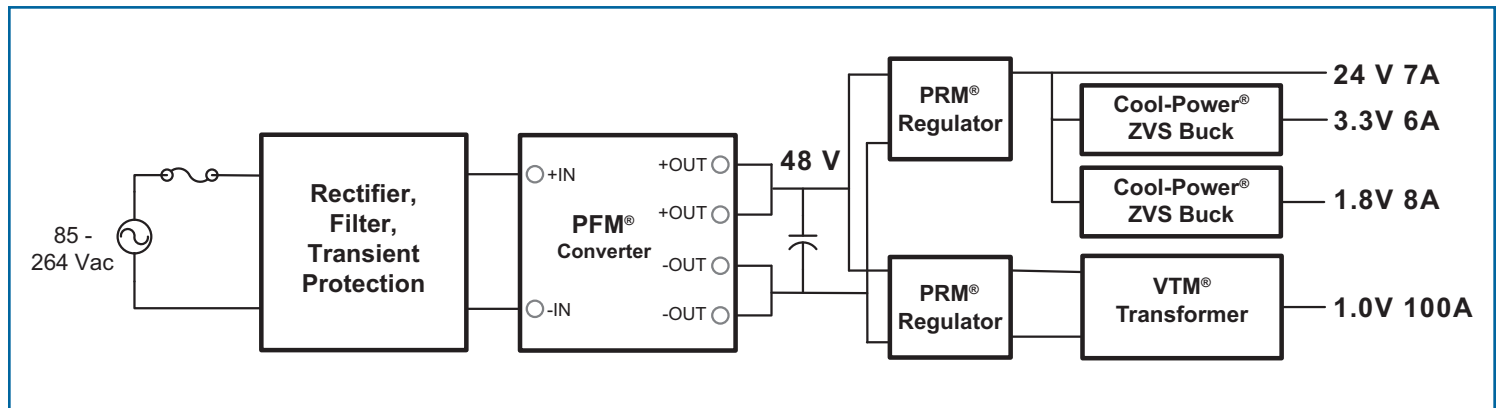 85 -
264 Vac
Rectifier,
Filter,
Transient
Protection
+IN
-IN
PFM®
Converter
+OUT
+OUT
-OUT
-OUT
48 V
PRM®
Regulator
PRM®
Regulator
Cool-Power®
ZVS Buck
Cool-Power®
ZVS Buck
VTM®
Transformer
24 V 7A
3.3V 6A
1.8V 8A
1.0V 100A